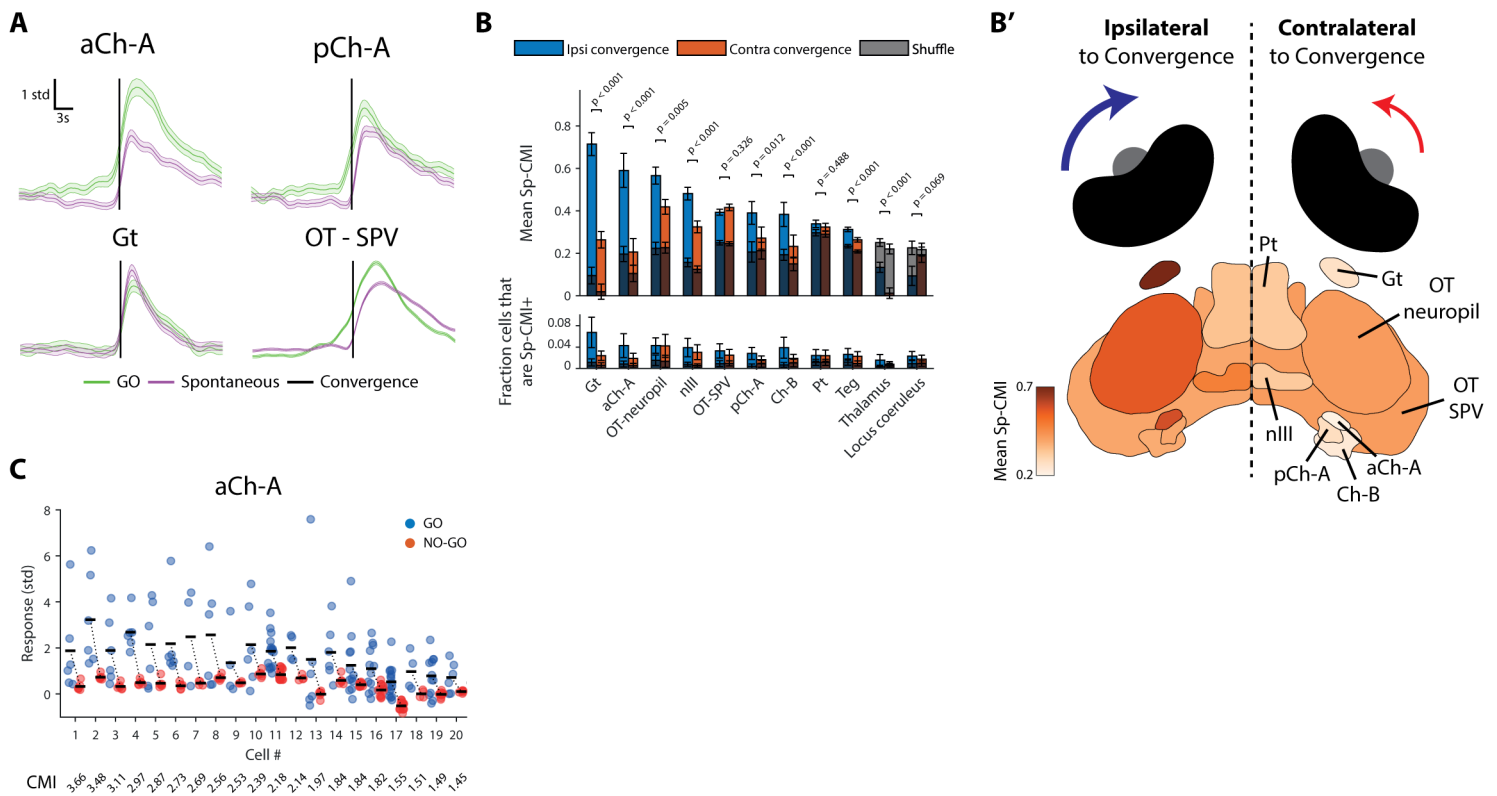 A
aCh-A
pCh-A
1 std
3s
Gt
OT - SPV
GO
Spontaneous
Convergence
B
Ipsi convergence
Contra convergence
Shuffle
Mean Sp-CMI
0.8
0.6
0.4
0.2
0
p < 0.001
p < 0.001
p = 0.005
p < 0.001
p = 0.326
p = 0.012
p < 0.001
p = 0.488
p < 0.001
p < 0.001
p = 0.069
Fraction cells that
are Sp-CMI+
0.08
0.04
0
Gt
aCh-A
OT-neuropil
nIII
OT-SPV
pCh-A
Ch-B
Pt
Teg
Thalamus
Locus coeruleus
B′
Ipsilateral
to Convergence
Contralateral
to Convergence
Pt
Gt
OT
neuropil
OT
SPV
nIII
pCh-A
aCh-A
Ch-B
Mean Sp-CMI
0.7
0.2
C
aCh-A
GO
NO-GO
Response (std)
8
6
4
2
0
1 2 3 4 5 6 7 8 9 10 11 12 13 14 15 16 17 18 19 20
Cell #
CMI 3.66 3.48 3.11 2.97 2.87 2.73 2.69 2.56 2.53 2.39 2.18 2.14 1.97 1.84 1.84 1.82 1.55 1.51 1.49 1.45